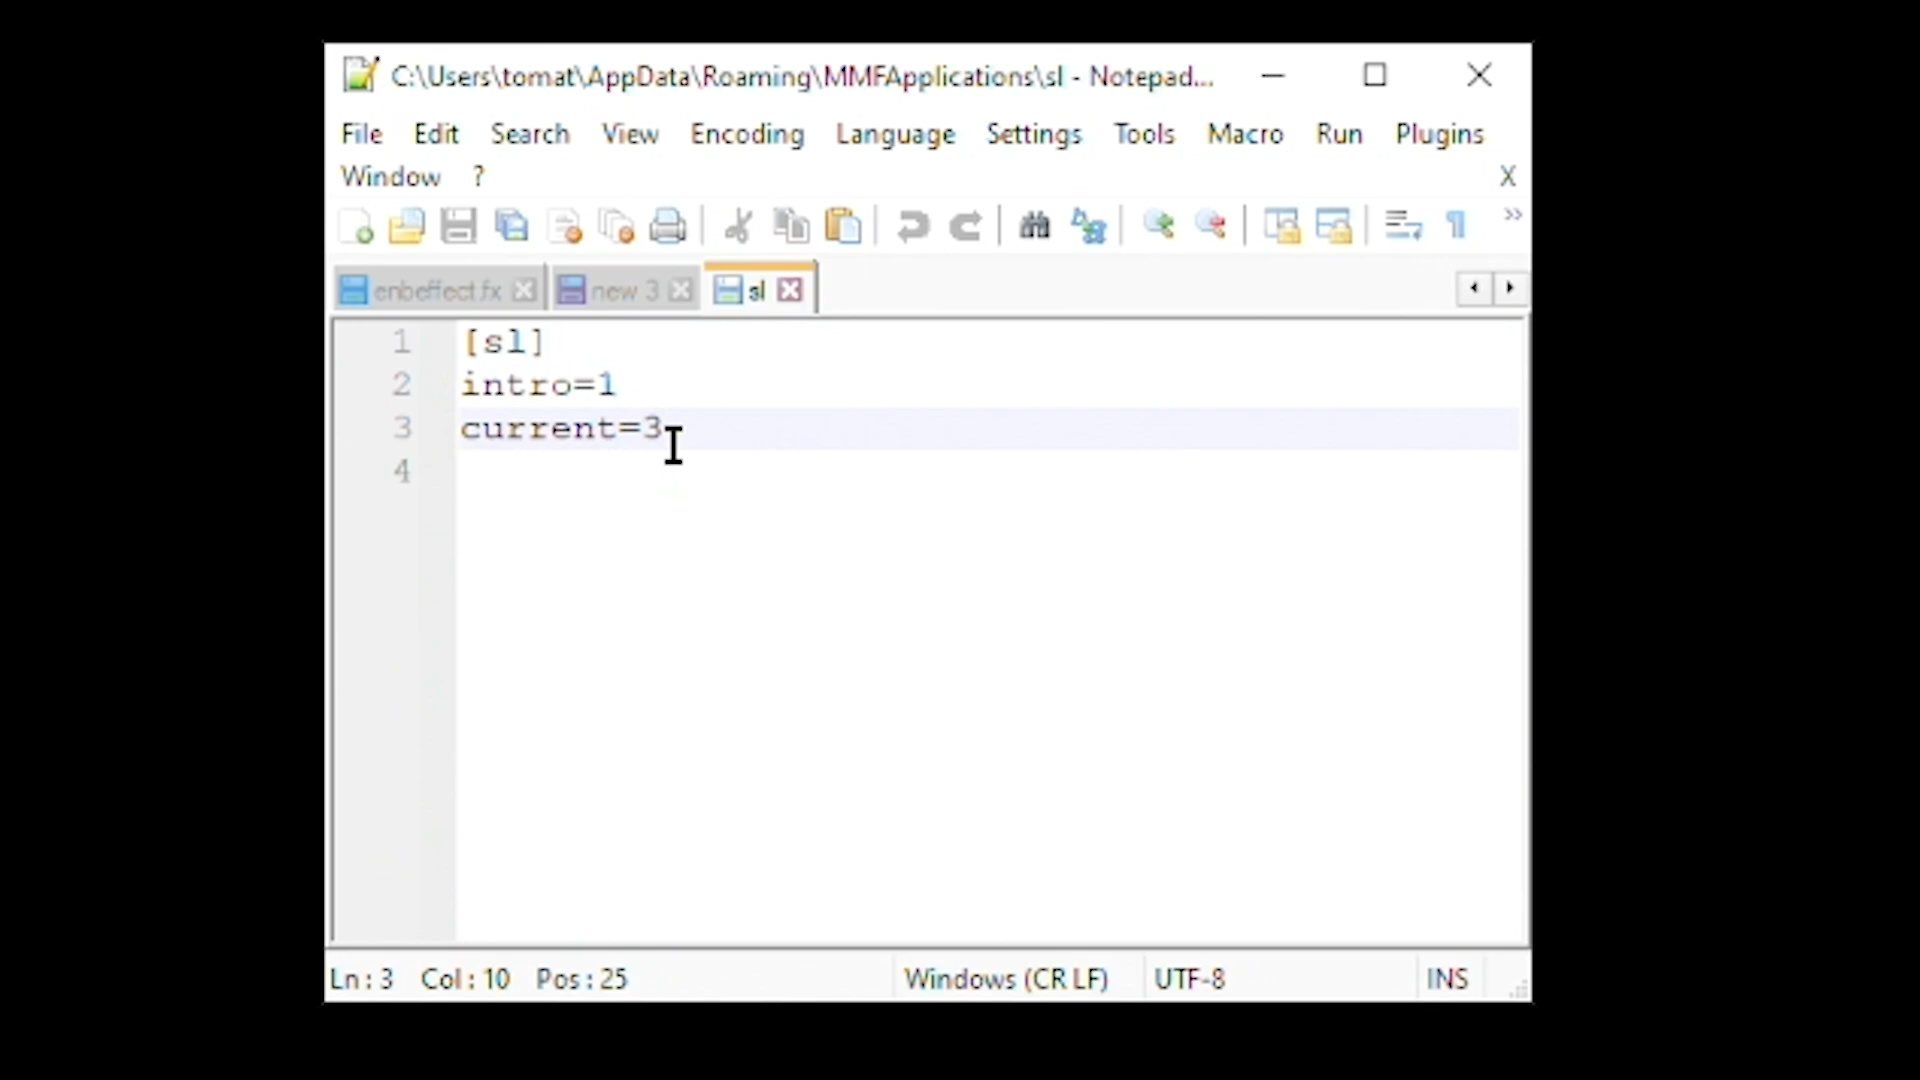 C:\Users\tomat\AppData\Roaming\MMFApplications\sl - Notepad...
File Edit Search View Encoding Language Settings Tools Macro Run Plugins
Window ? X
enbeffect.fx new 3 sl
1 [sl]
2 intro=1
3 current=3
4
Ln : 3 Col : 10 Pos : 25 Windows (CR LF) UTF-8 INS